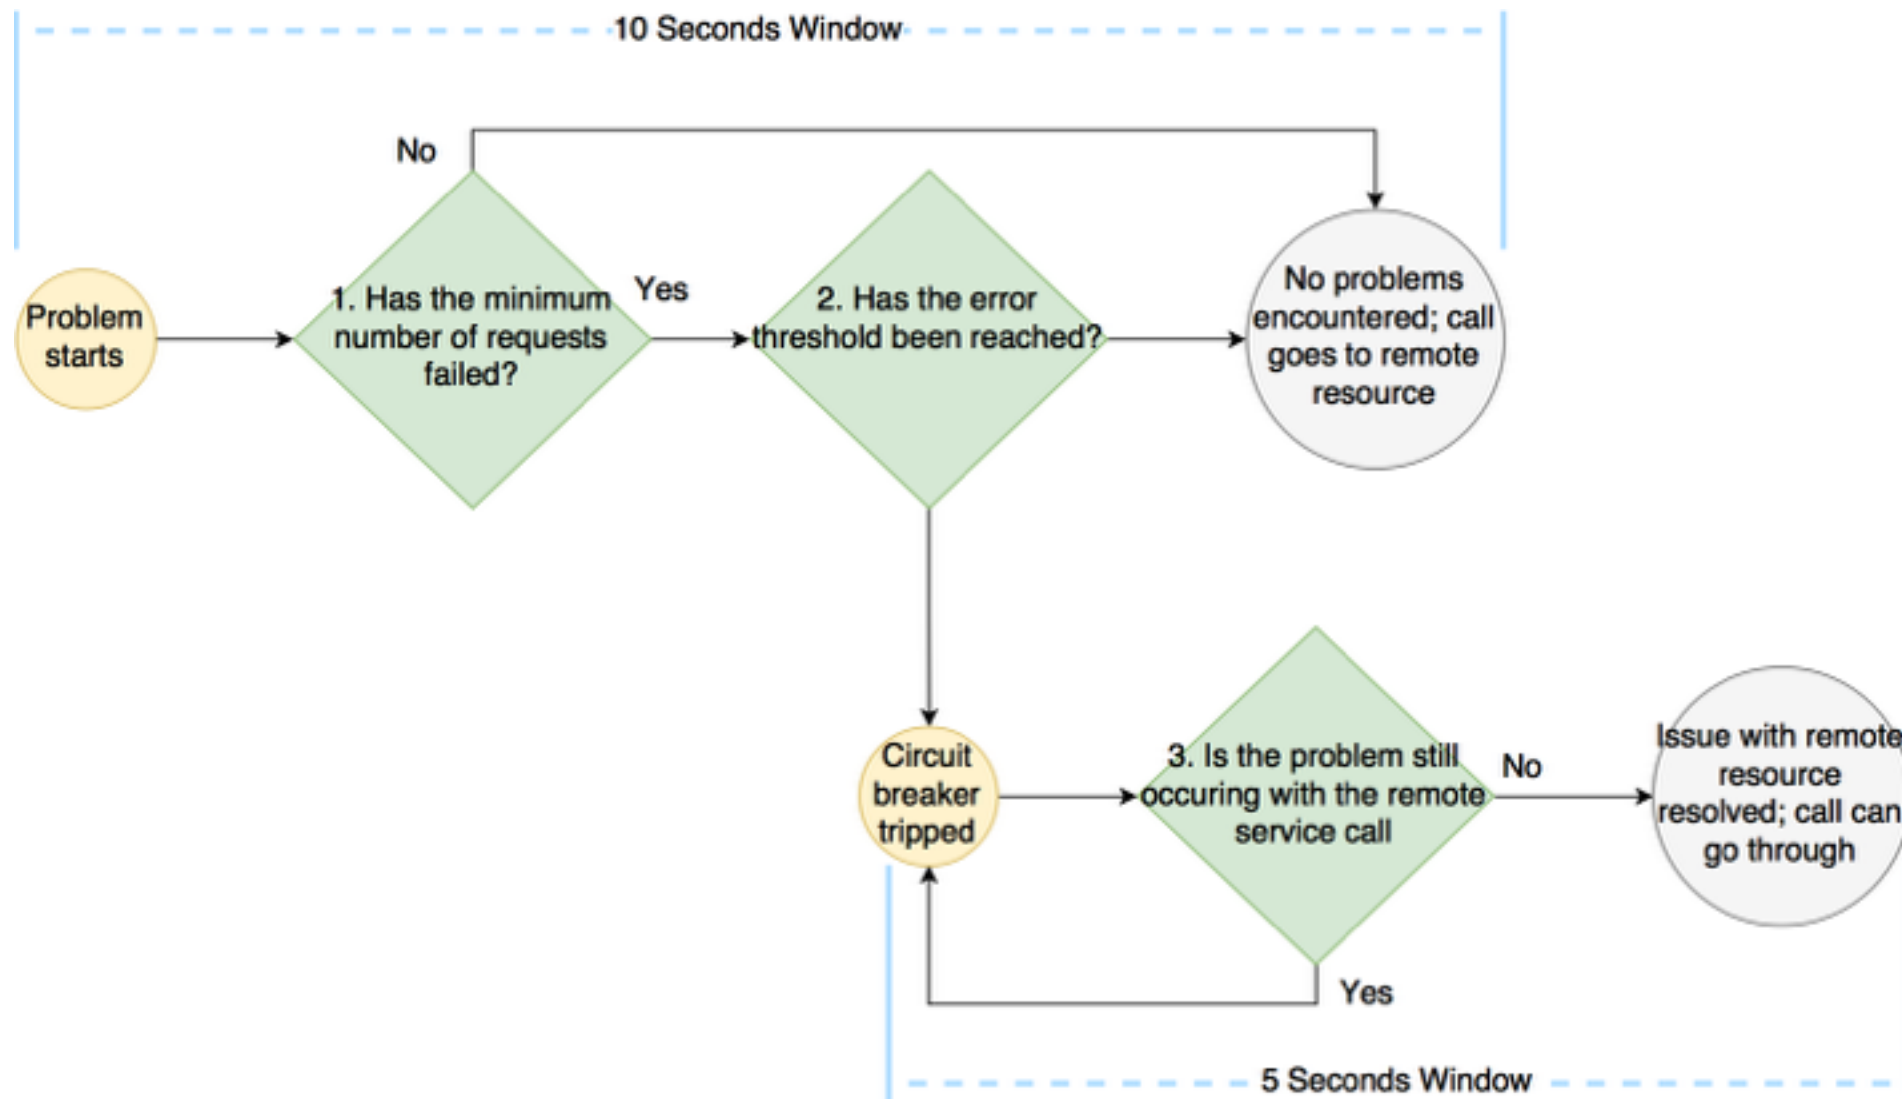 10 Seconds Window
No
Problem
starts
1. Has the minimum
number of requests
failed?
Yes
2. Has the error
threshold been reached?
No problems
encountered; call
goes to remote
resource
Circuit
breaker
tripped
3. Is the problem still
occuring with the remote
service call
No
Issue with remote
resource
resolved; call can
go through
Yes
5 Seconds Window